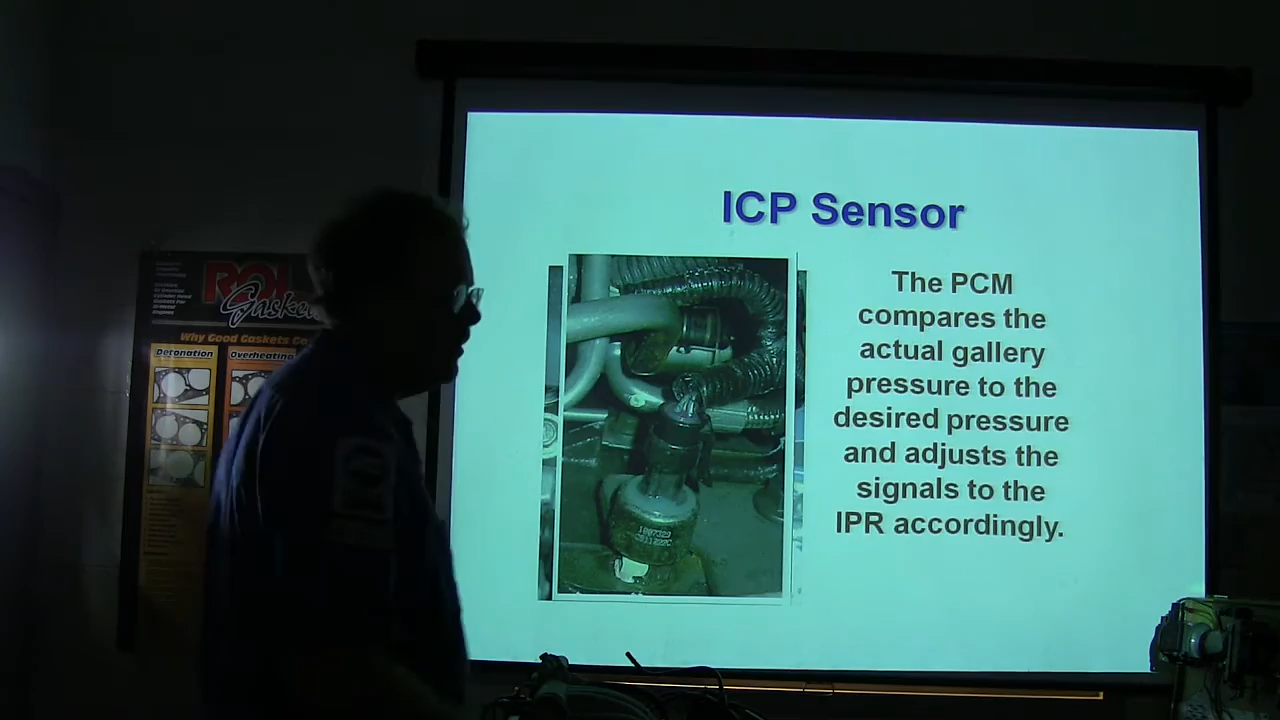 ICP Sensor
The PCM
compares the
actual gallery
pressure to the
desired pressure
and adjusts the
signals to the
IPR accordingly.
ROL
Gaske
Why Good Gaskets Go
Detonation
Overheating